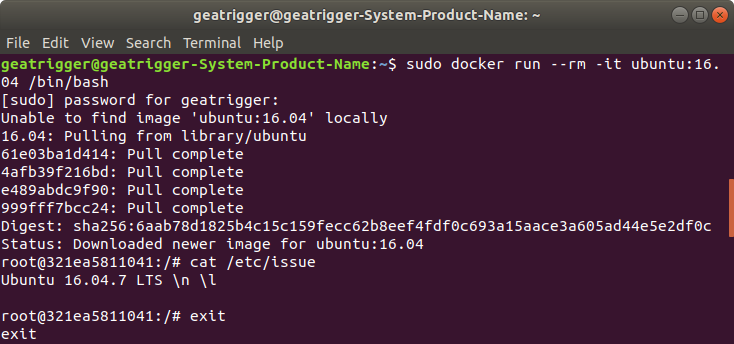 geatrigger@geatrigger-System-Product-Name: ~
File Edit View Search Terminal Help
geatrigger@geatrigger-System-Product-Name:~$ sudo docker run --rm -it ubuntu:16.
04 /bin/bash
[sudo] password for geatrigger:
Unable to find image 'ubuntu:16.04' locally
16.04: Pulling from library/ubuntu
61e03ba1d414: Pull complete
4afb39f216bd: Pull complete
e489abdc9f90: Pull complete
999fff7bcc24: Pull complete
Digest: sha256:6aab78d1825b4c15c159fecc62b8eef4fdf0c693a15aace3a605ad44e5e2df0c
Status: Downloaded newer image for ubuntu:16.04
root@321ea5811041:/# cat /etc/issue
Ubuntu 16.04.7 LTS \n \l
root@321ea5811041:/# exit
exit